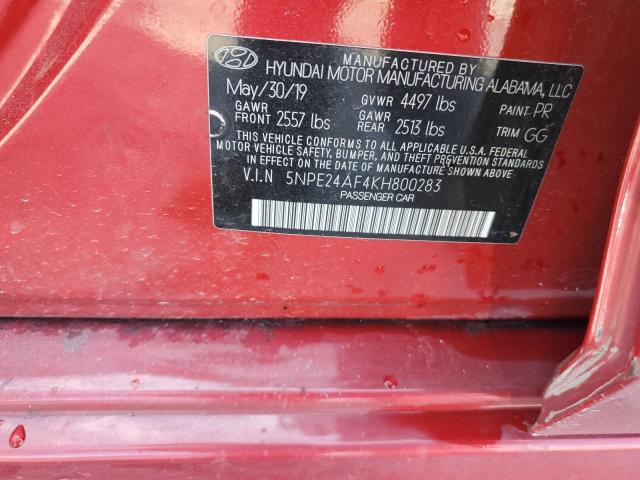 MANUFACTURED BY
HYUNDAI MOTOR MANUFACTURING ALABAMA, LLC
May/30/19 GVWR 4497 lbs PAINT PR
GAWR FRONT 2557 lbs GAWR REAR 2513 lbs TRIM GG
THIS VEHICLE CONFORMS TO ALL APPLICABLE U.S.A. FEDERAL
MOTOR VEHICLE SAFETY, BUMPER, AND THEFT PREVENTION STANDARDS
IN EFFECT ON THE DATE OF MANUFACTURE SHOWN ABOVE
V.I.N 5NPE24AF4KH800283
PASSENGER CAR